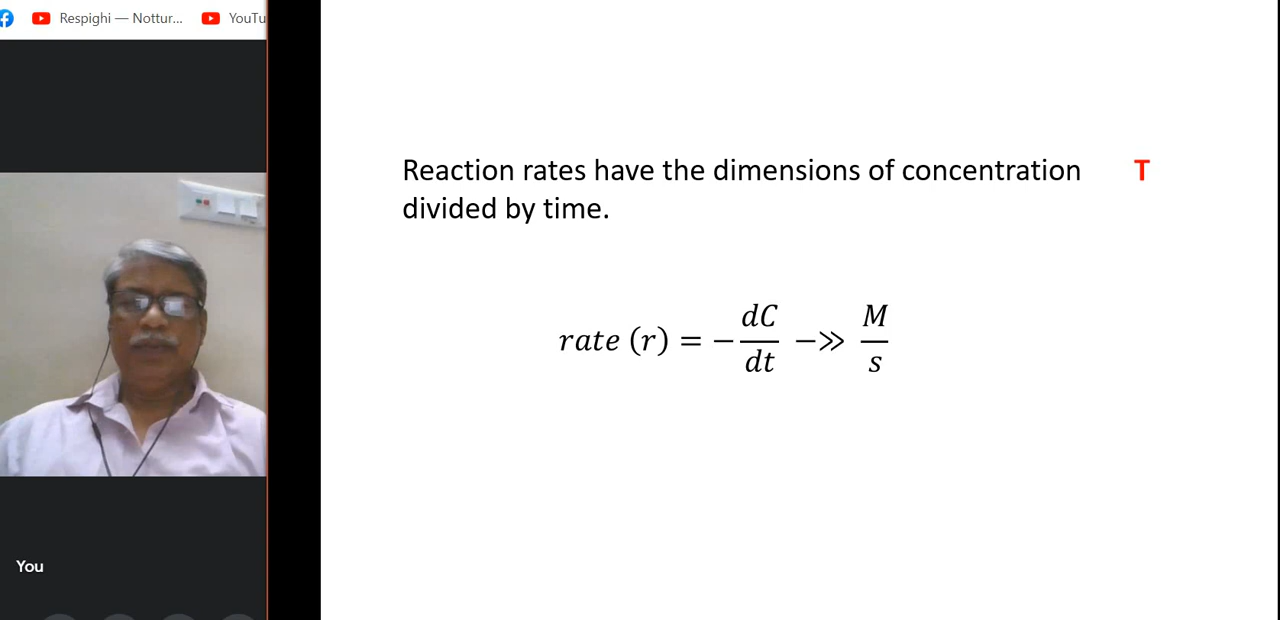 Respighi — Nottur...
YouTu
Reaction rates have the dimensions of concentration T
divided by time.
rate (r) = − dC/dt −≫ M/s
You